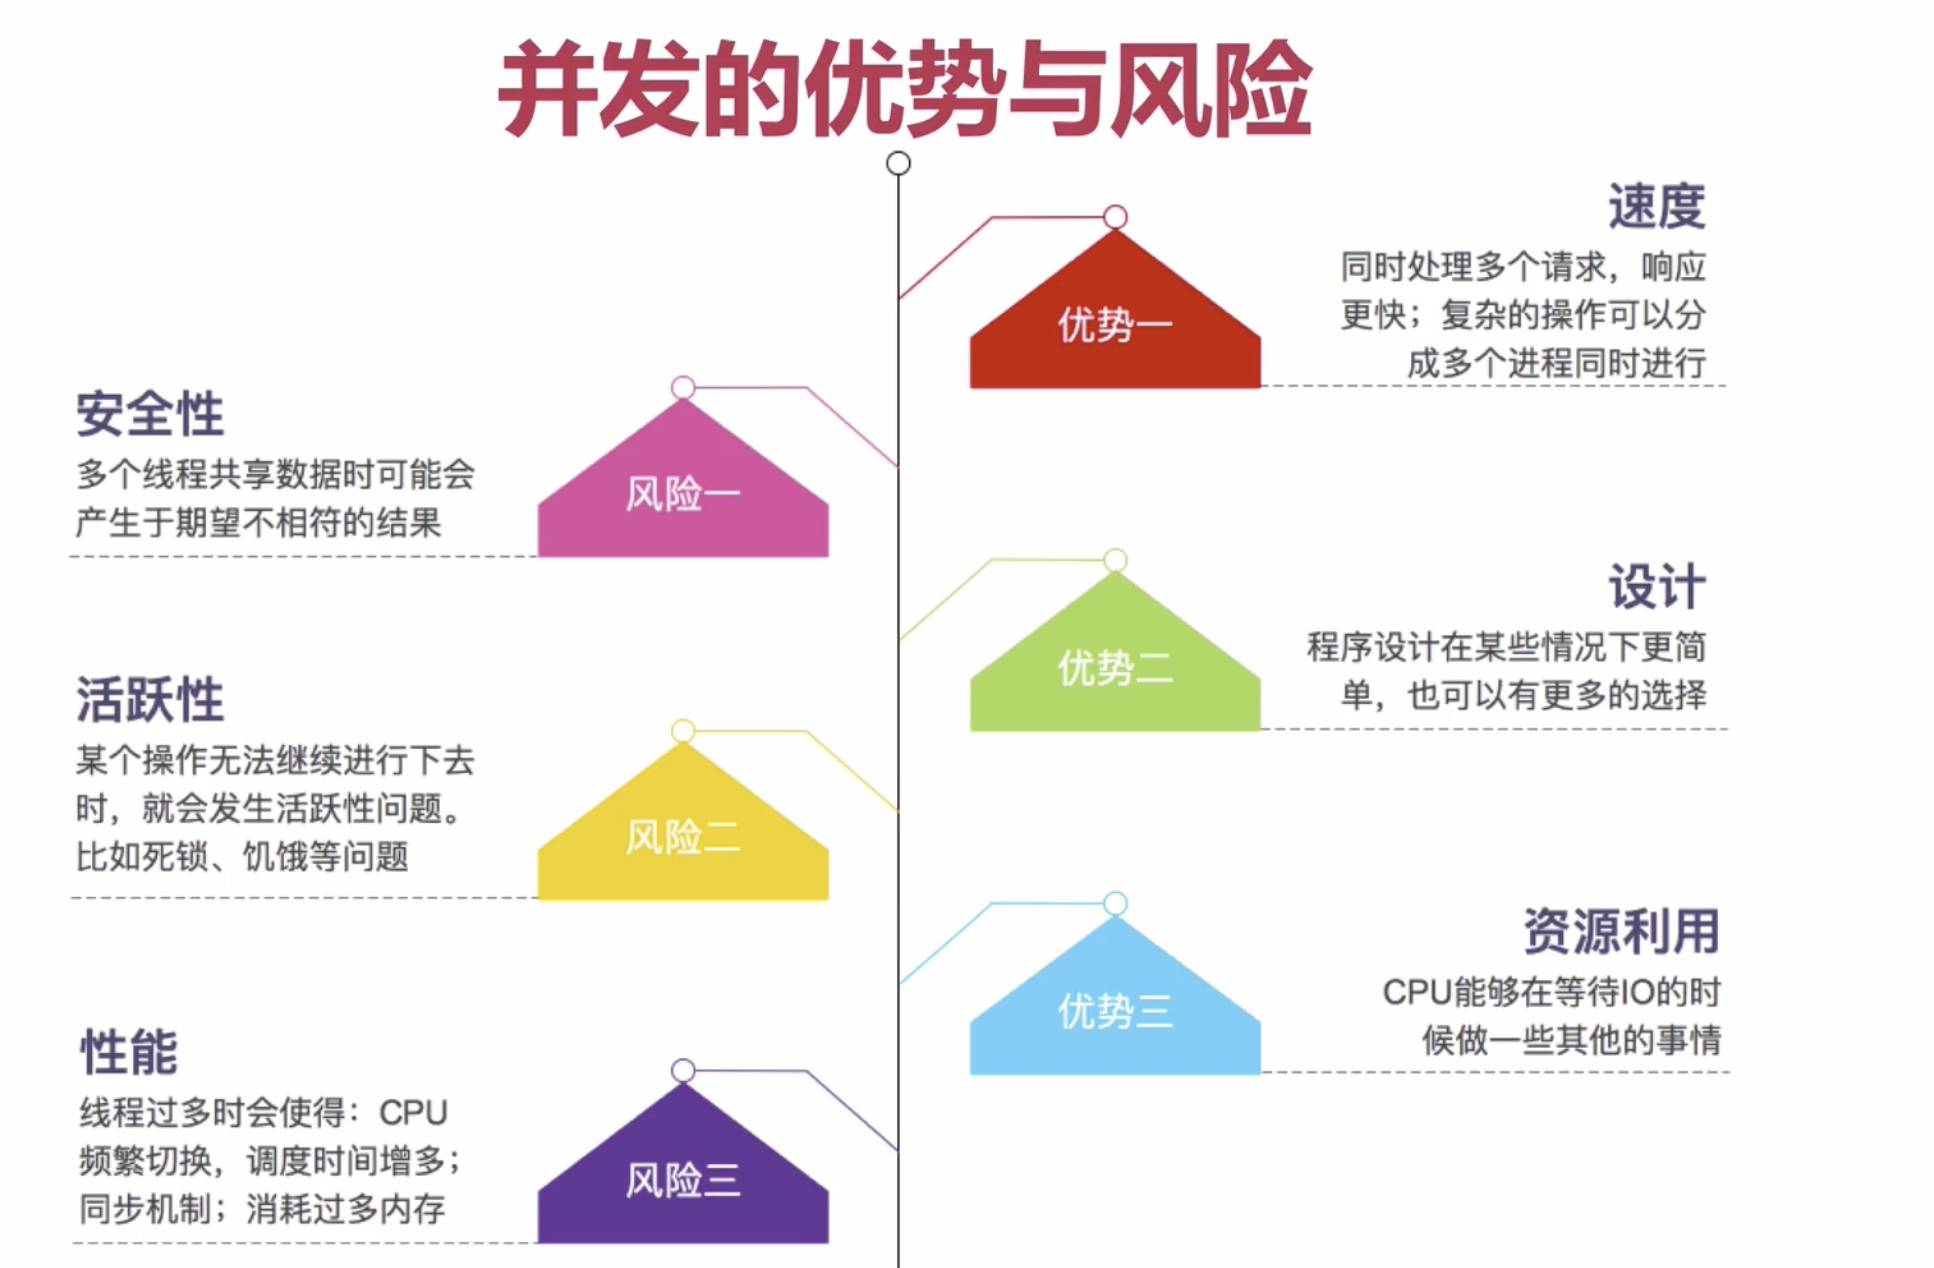 并发的优势与风险
速度
同时处理多个请求，响应
更快；复杂的操作可以分
成多个进程同时进行
优势一
安全性
多个线程共享数据时可能会
产生于期望不相符的结果
风险一
设计
程序设计在某些情况下更简
单，也可以有更多的选择
优势二
活跃性
某个操作无法继续进行下去
时，就会发生活跃性问题。
比如死锁、饥饿等问题
风险二
资源利用
CPU能够在等待IO的时
候做一些其他的事情
优势三
性能
线程过多时会使得：CPU
频繁切换，调度时间增多；
同步机制；消耗过多内存
风险三